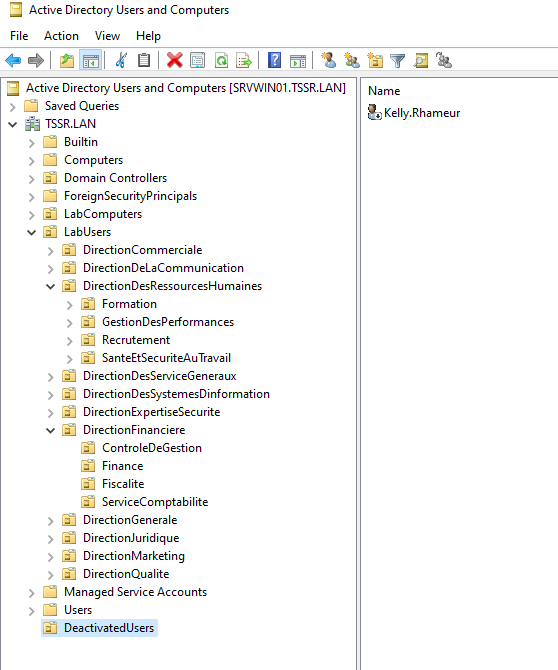 Active Directory Users and Computers
File Action View Help
Active Directory Users and Computers [SRVWIN01.TSSR.LAN]
Saved Queries
TSSR.LAN
Builtin
Computers
Domain Controllers
ForeignSecurityPrincipals
LabComputers
LabUsers
DirectionCommerciale
DirectionDeLaCommunication
DirectionDesRessourcesHumaines
Formation
GestionDesPerformances
Recrutement
SanteEtSecuriteAuTravail
DirectionDesServiceGeneraux
DirectionDesSystemesDinformation
DirectionExpertiseSecurite
DirectionFinanciere
ControleDeGestion
Finance
Fiscalite
ServiceComptabilite
DirectionGenerale
DirectionJuridique
DirectionMarketing
DirectionQualite
Managed Service Accounts
Users
DeactivatedUsers
Name
Kelly.Rhameur